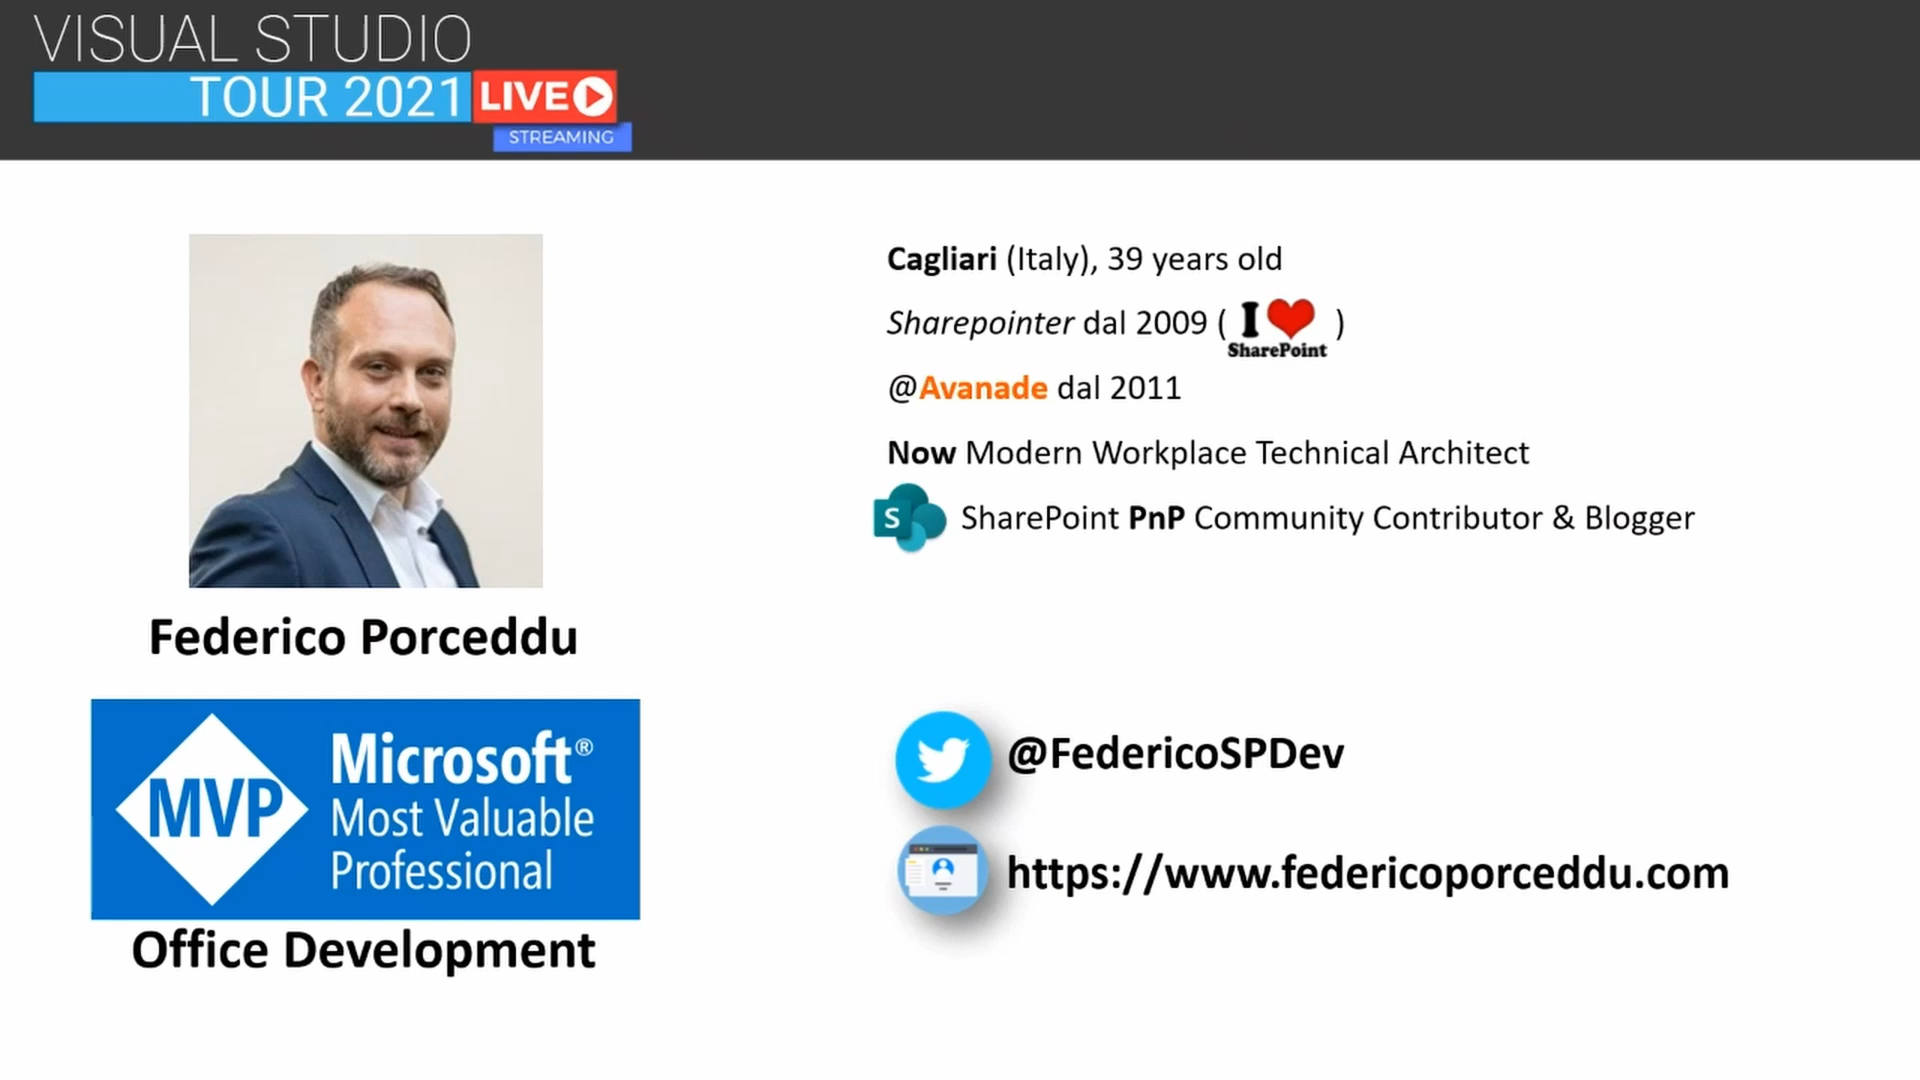 VISUAL STUDIO
TOUR 2021 LIVE
STREAMING
Cagliari (Italy), 39 years old
Sharepointer dal 2009 ( I ❤ SharePoint )
@Avanade dal 2011
Now Modern Workplace Technical Architect
S SharePoint PnP Community Contributor & Blogger
Federico Porceddu
MVP
Microsoft®
Most Valuable
Professional
Office Development
@FedericoSPDev
https://www.federicoporceddu.com